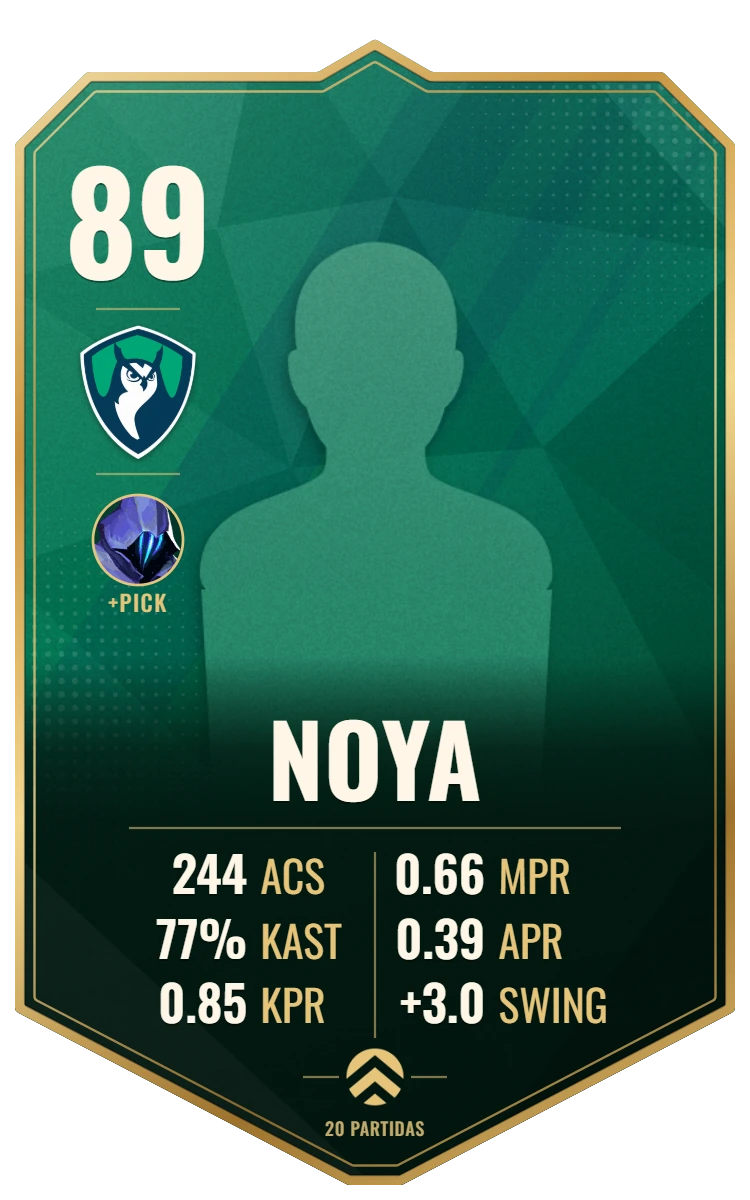 89
+PICK
NOYA
244 ACS
0.66 MPR
77% KAST
0.39 APR
0.85 KPR
+3.0 SWING
20 PARTIDAS